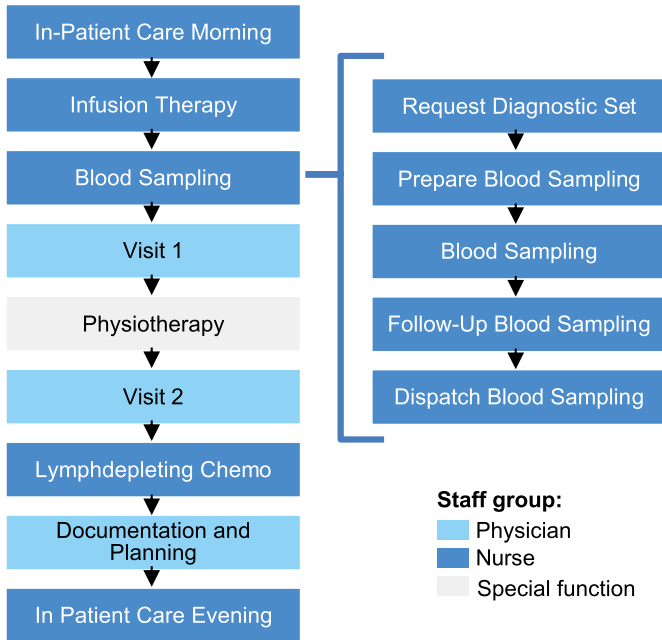 In-Patient Care Morning
Infusion Therapy
Blood Sampling
Visit 1
Physiotherapy
Visit 2
Lymphdepleting Chemo
Documentation and
Planning
In Patient Care Evening
Request Diagnostic Set
Prepare Blood Sampling
Blood Sampling
Follow-Up Blood Sampling
Dispatch Blood Sampling
Staff group:
Physician
Nurse
Special function